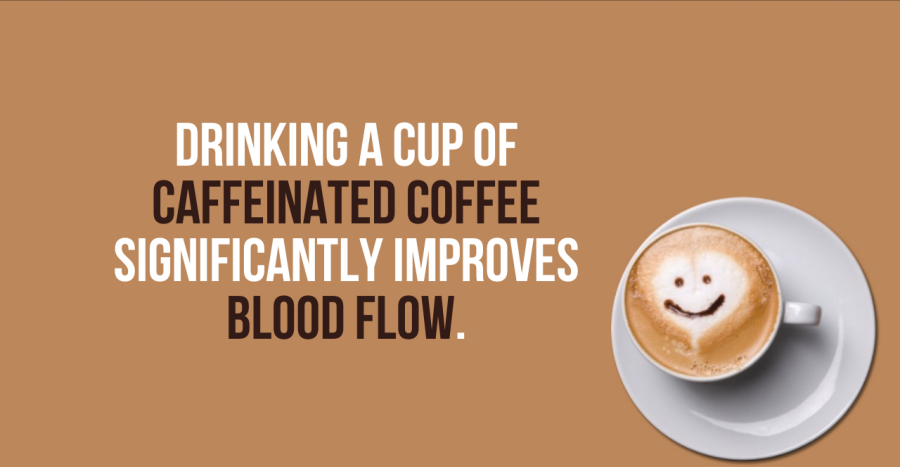 DRINKING A CUP OF
CAFFEINATED COFFEE
SIGNIFICANTLY IMPROVES
BLOOD FLOW.